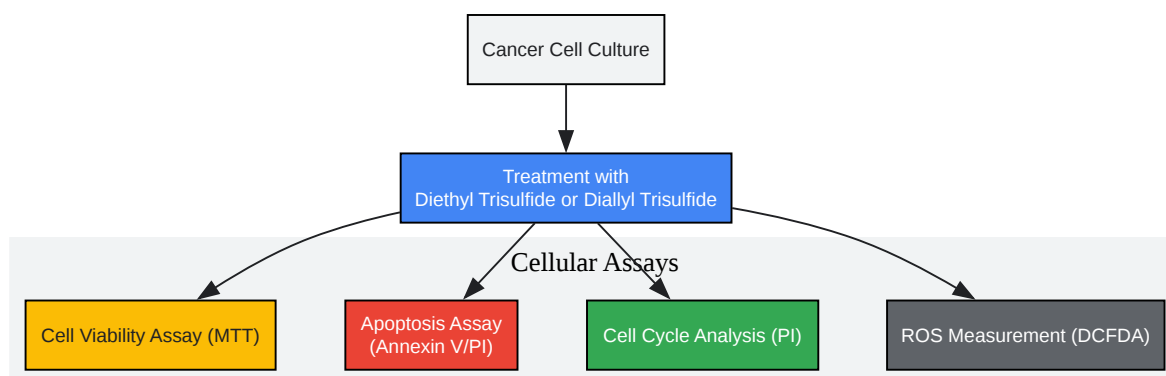 Cancer Cell Culture
Treatment with
Diethyl Trisulfide or Diallyl Trisulfide
Cellular Assays
Cell Viability Assay (MTT)
Apoptosis Assay
(Annexin V/PI)
Cell Cycle Analysis (PI)
ROS Measurement (DCFDA)